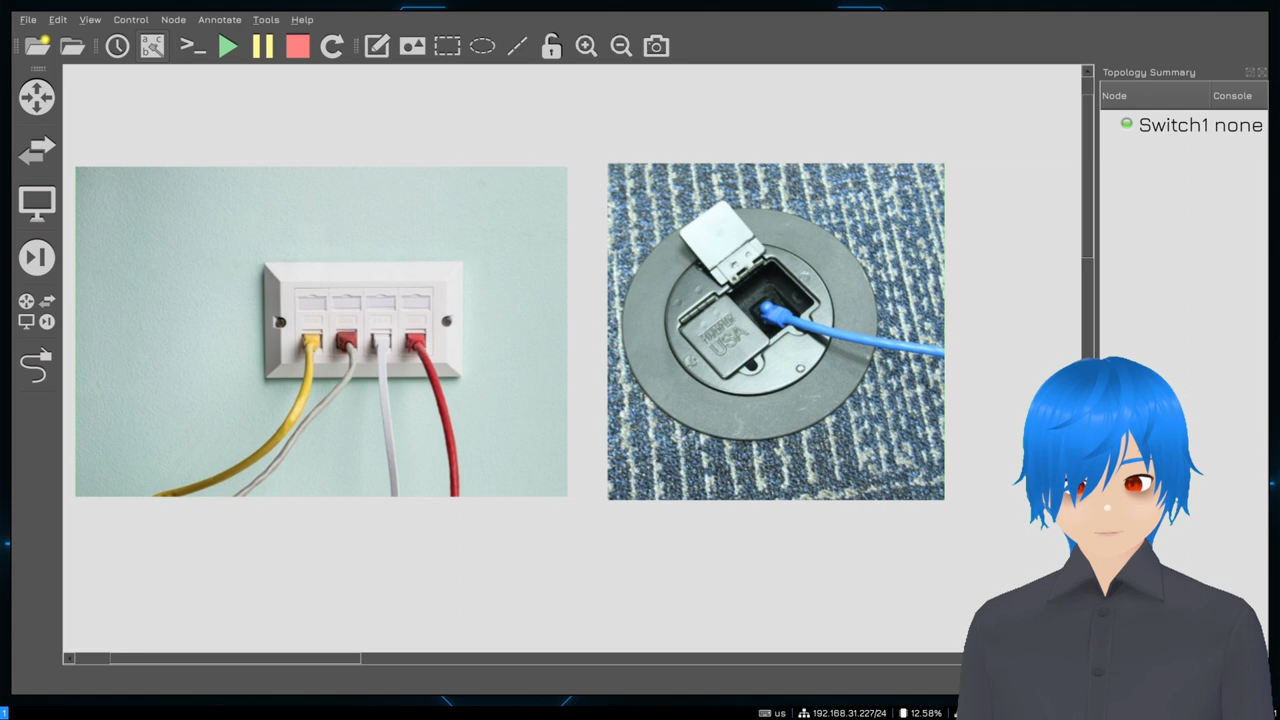 File Edit View Control Node Annotate Tools Help
Topology Summary
Node Console
Switch1 none
USA
us 192.168.31.227/24 12.58%
1